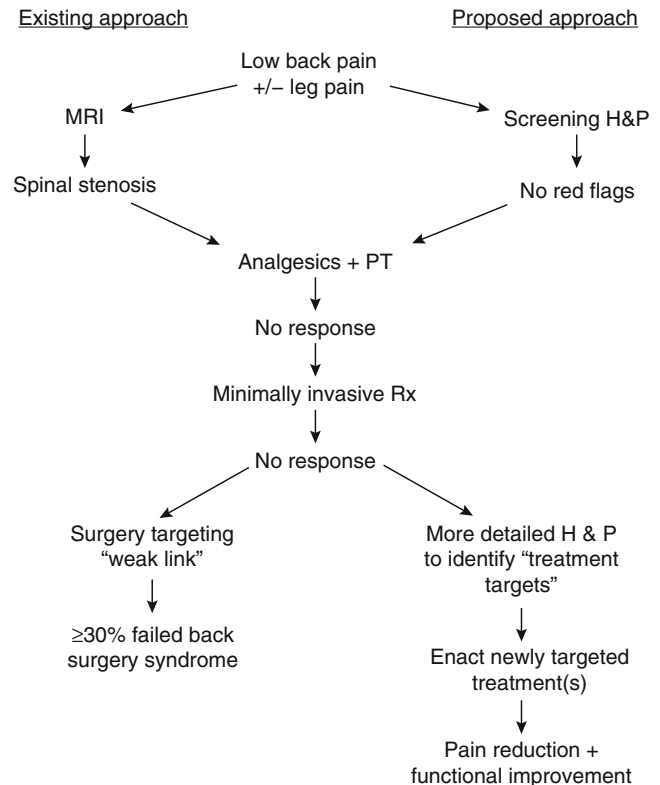 Existing approach
Proposed approach
Low back pain
+/− leg pain
MRI
Screening H&P
Spinal stenosis
No red flags
Analgesics + PT
No response
Minimally invasive Rx
No response
Surgery targeting
“weak link”
More detailed H & P
to identify “treatment
targets”
≥30% failed back
surgery syndrome
Enact newly targeted
treatment(s)
Pain reduction +
functional improvement